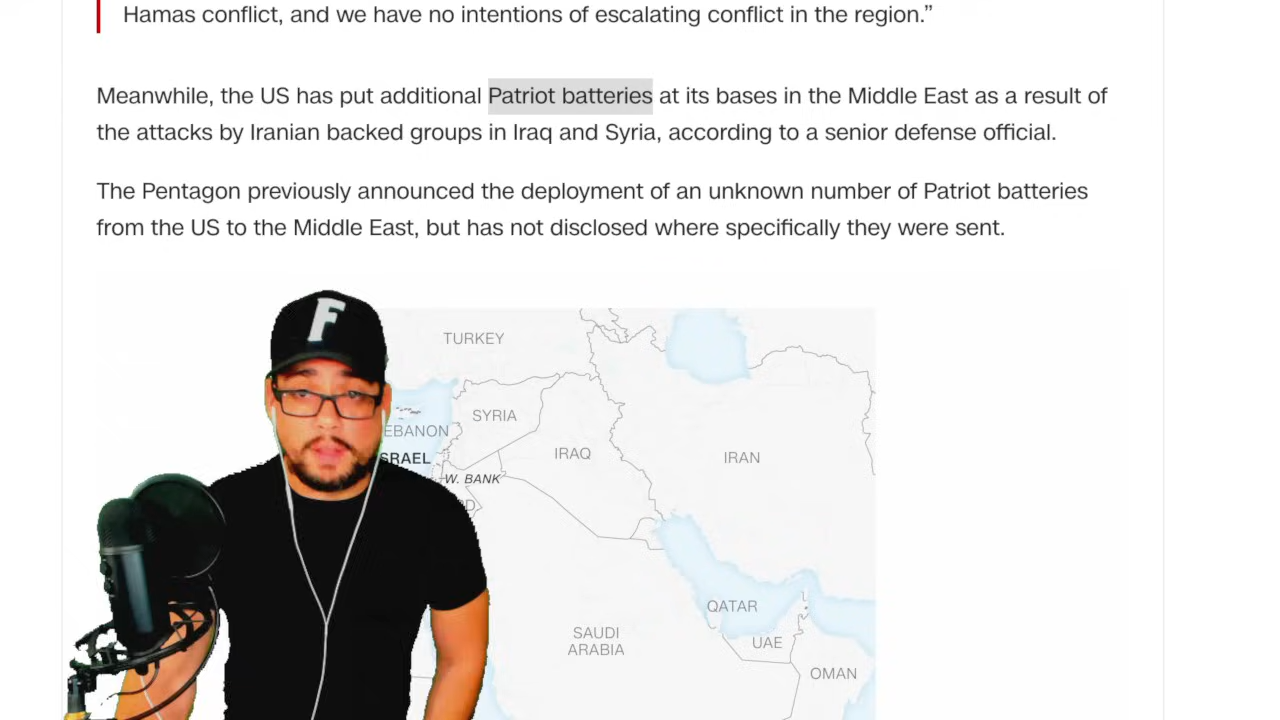 Hamas conflict, and we have no intentions of escalating conflict in the region.”
Meanwhile, the US has put additional Patriot batteries at its bases in the Middle East as a result of
the attacks by Iranian backed groups in Iraq and Syria, according to a senior defense official.
The Pentagon previously announced the deployment of an unknown number of Patriot batteries
from the US to the Middle East, but has not disclosed where specifically they were sent.
F
TURKEY
SYRIA
EBANON
IRAQ
IRAN
SRAEL
W. BANK
D.
QATAR
SAUDI
ARABIA
UAE
OMAN